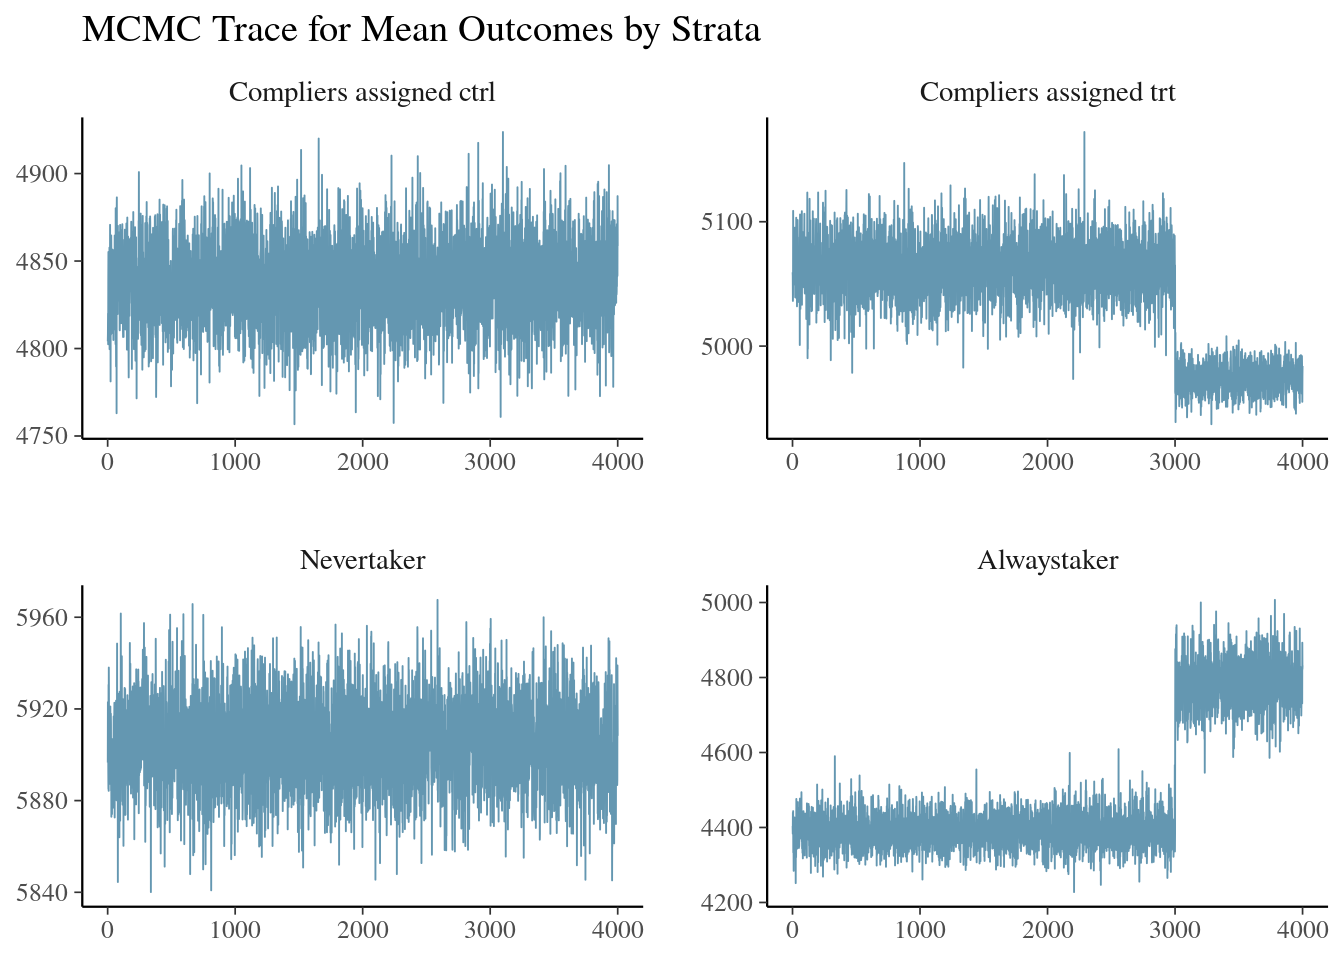 MCMC Trace for Mean Outcomes by Strata
Compliers assigned ctrl
4900
4850
4800
4750
0 1000 2000 3000 4000
Compliers assigned trt
5100
5000
0 1000 2000 3000 4000
Nevertaker
5960
5920
5880
5840
0 1000 2000 3000 4000
Alwaystaker
5000
4800
4600
4400
4200
0 1000 2000 3000 4000